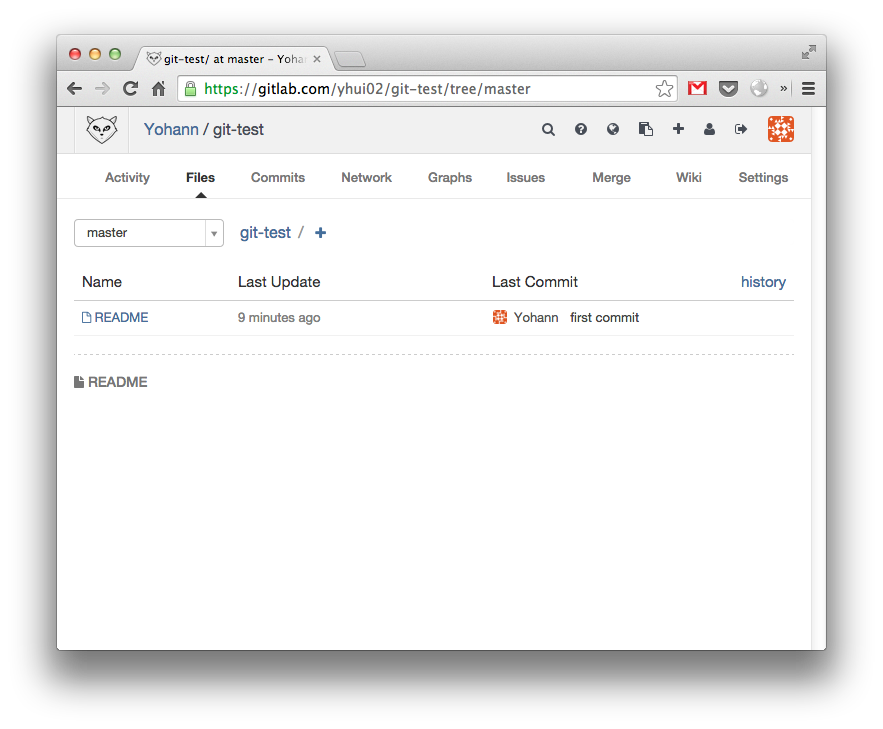 git-test/ at master – Yoha
https://gitlab.com/yhui02/git-test/tree/master
Yohann / git-test
Activity Files Commits Network Graphs Issues Merge Wiki Settings
master git-test / +
Name Last Update Last Commit history
README 9 minutes ago Yohann first commit
README